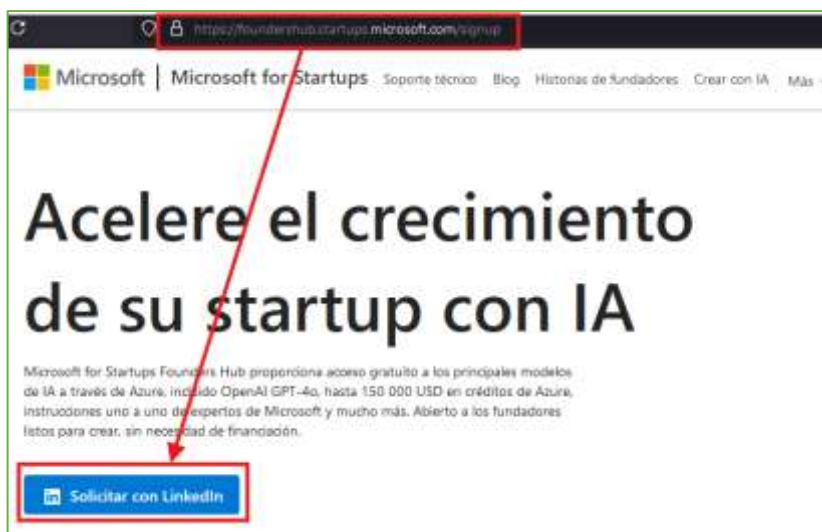 https://foundershub.startups.microsoft.com/signup
Microsoft | Microsoft for Startups Soporte técnico Blog Historias de fundadores Crear con IA Más
Acelere el crecimiento
de su startup con IA
Microsoft for Startups Founders Hub proporciona acceso gratuito a los principales modelos
de IA a través de Azure, incluido OpenAI GPT-4o, hasta 150 000 USD en créditos de Azure,
instrucciones uno a uno de expertos de Microsoft y mucho más. Abierto a los fundadores
listos para crear, sin necesidad de financiación.
in Solicitar con LinkedIn